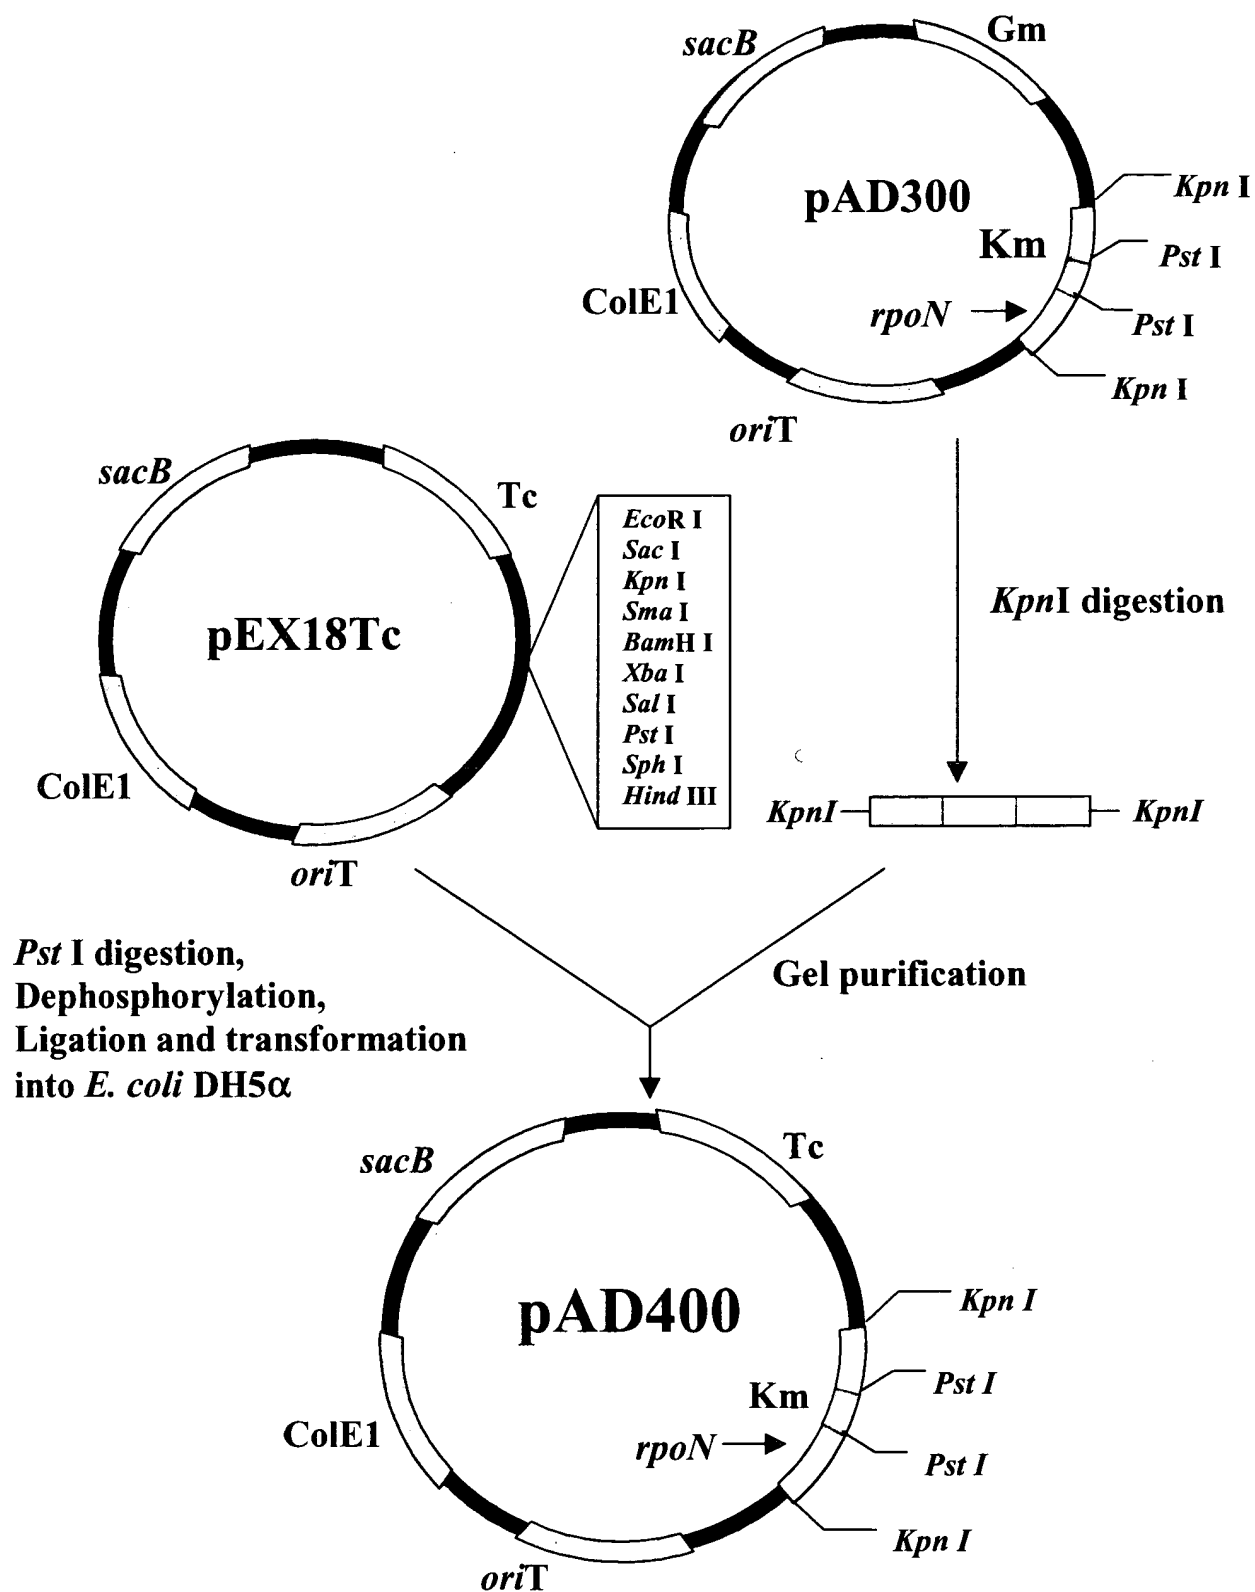 sacB
Gm
pAD300
Kpn I
Km
Pst I
ColE1
rpoN
Pst I
Kpn I
oriT
sacB
Tc
EcoR I
Sac I
Kpn I
Sma I
BamH I
Xba I
Sal I
Pst I
Sph I
Hind III
pEX18Tc
KpnI digestion
ColE1
KpnI
KpnI
oriT
Pst I digestion,
Dephosphorylation,
Ligation and transformation
into E. coli DH5α
Gel purification
sacB
Tc
pAD400
Kpn I
Km
Pst I
ColE1
rpoN
Pst I
Kpn I
oriT